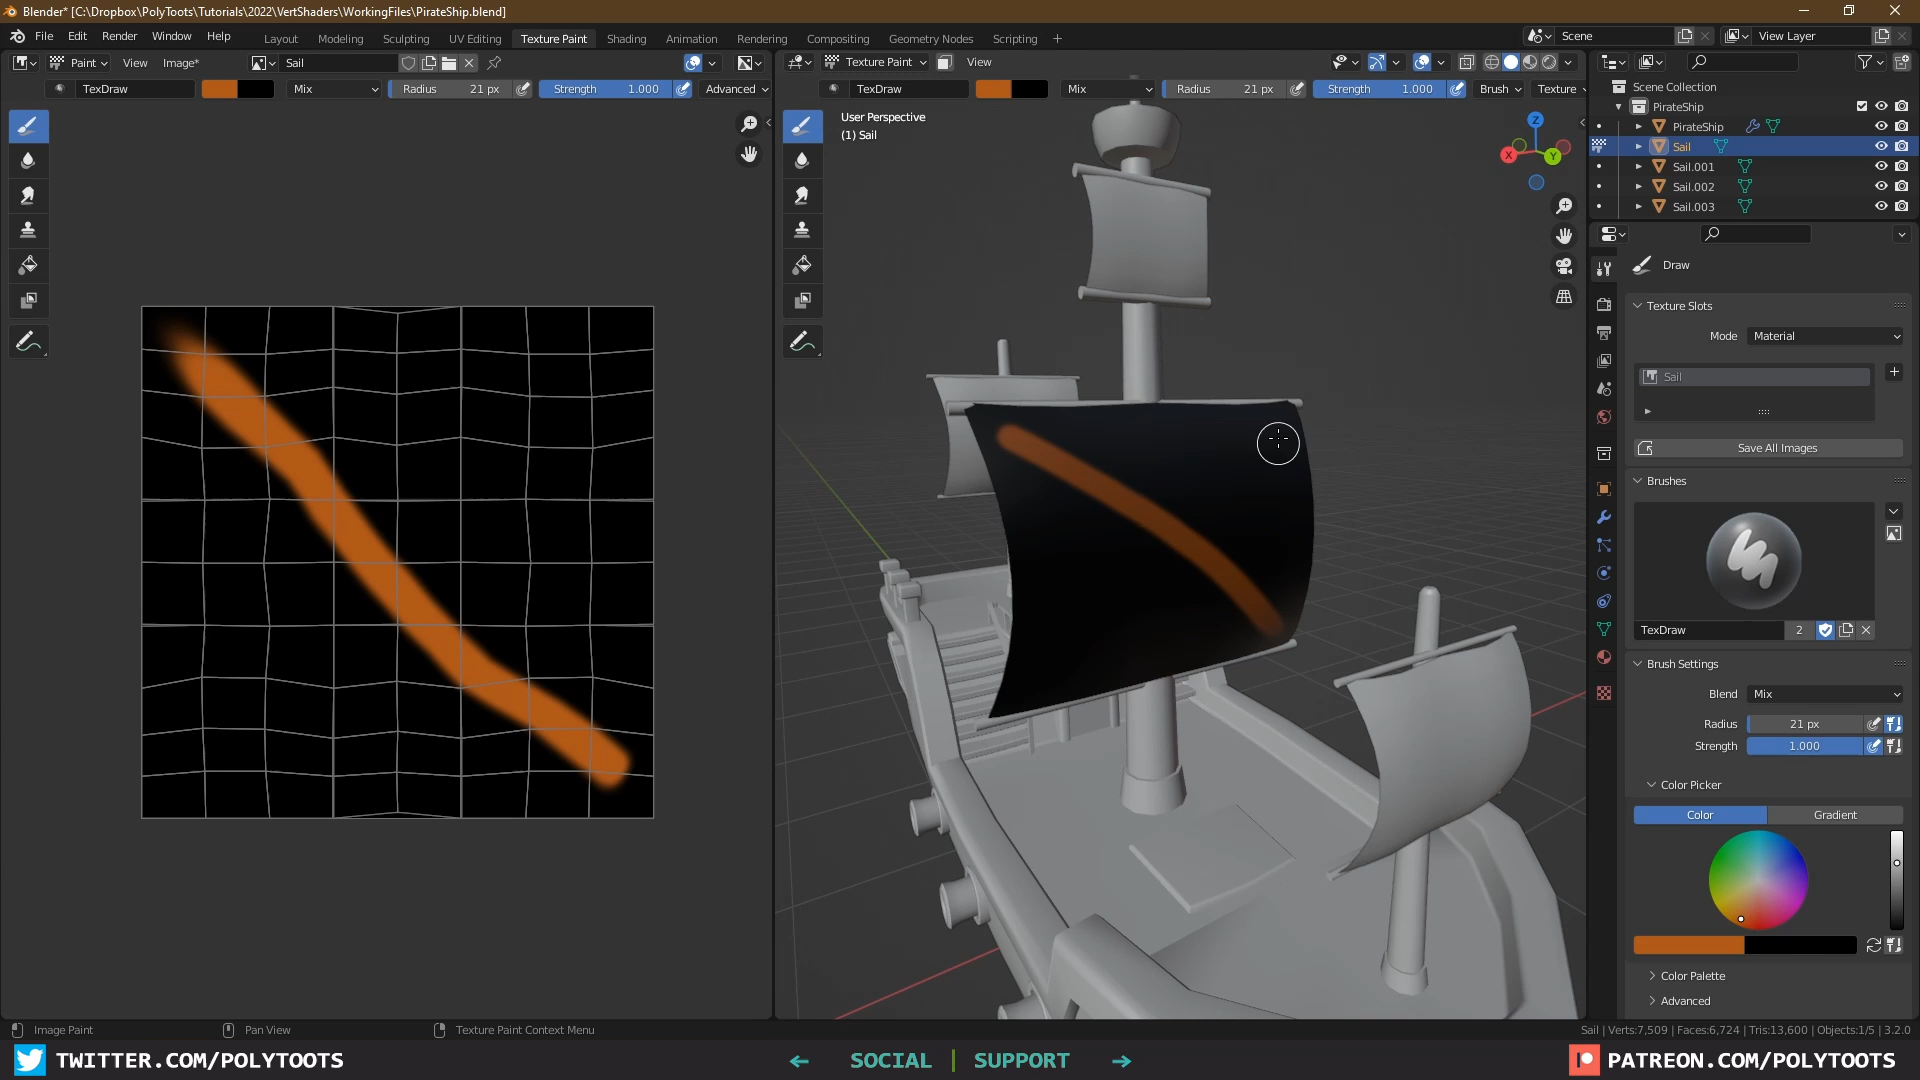 Blender* [C:\Dropbox\PolyToots\Tutorials\2022\VertShaders\WorkingFiles\PirateShip.blend]
File Edit Render Window Help Layout Modeling Sculpting UV Editing Texture Paint Shading Animation Rendering Compositing Geometry Nodes Scripting + Scene View Layer
Paint View Image* Sail Texture Paint View
TexDraw Mix Radius 21 px Strength 1.000 Advanced TexDraw Mix Radius 21 px Strength 1.000 Brush Texture
Scene Collection
PirateShip
PirateShip
Sail
Sail.001
Sail.002
Sail.003
User Perspective
(1) Sail
Z
X
Y
Draw
Texture Slots
Mode Material
Sail
Save All Images
Brushes
TexDraw 2
Brush Settings
Blend Mix
Radius 21 px
Strength 1.000
Color Picker
Color Gradient
Color Palette
Advanced
Image Paint Pan View Texture Paint Context Menu Sail | Verts:7,509 | Faces:6,724 | Tris:13,600 | Objects:1/5 | 3.2.0
TWITTER.COM/POLYTOOTS ← SOCIAL | SUPPORT → PATREON.COM/POLYTOOTS